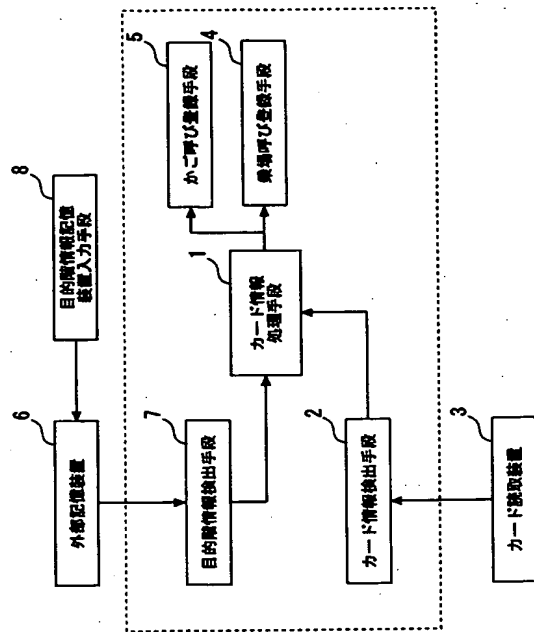 8
目的階情報記憶
装置入力手段
6
外部記憶装置
5
かご呼び登録手段
4
乗場呼び登録手段
1
カード情報
処理手段
7
目的階情報検出手段
2
カード情報検出手段
3
カード読取装置